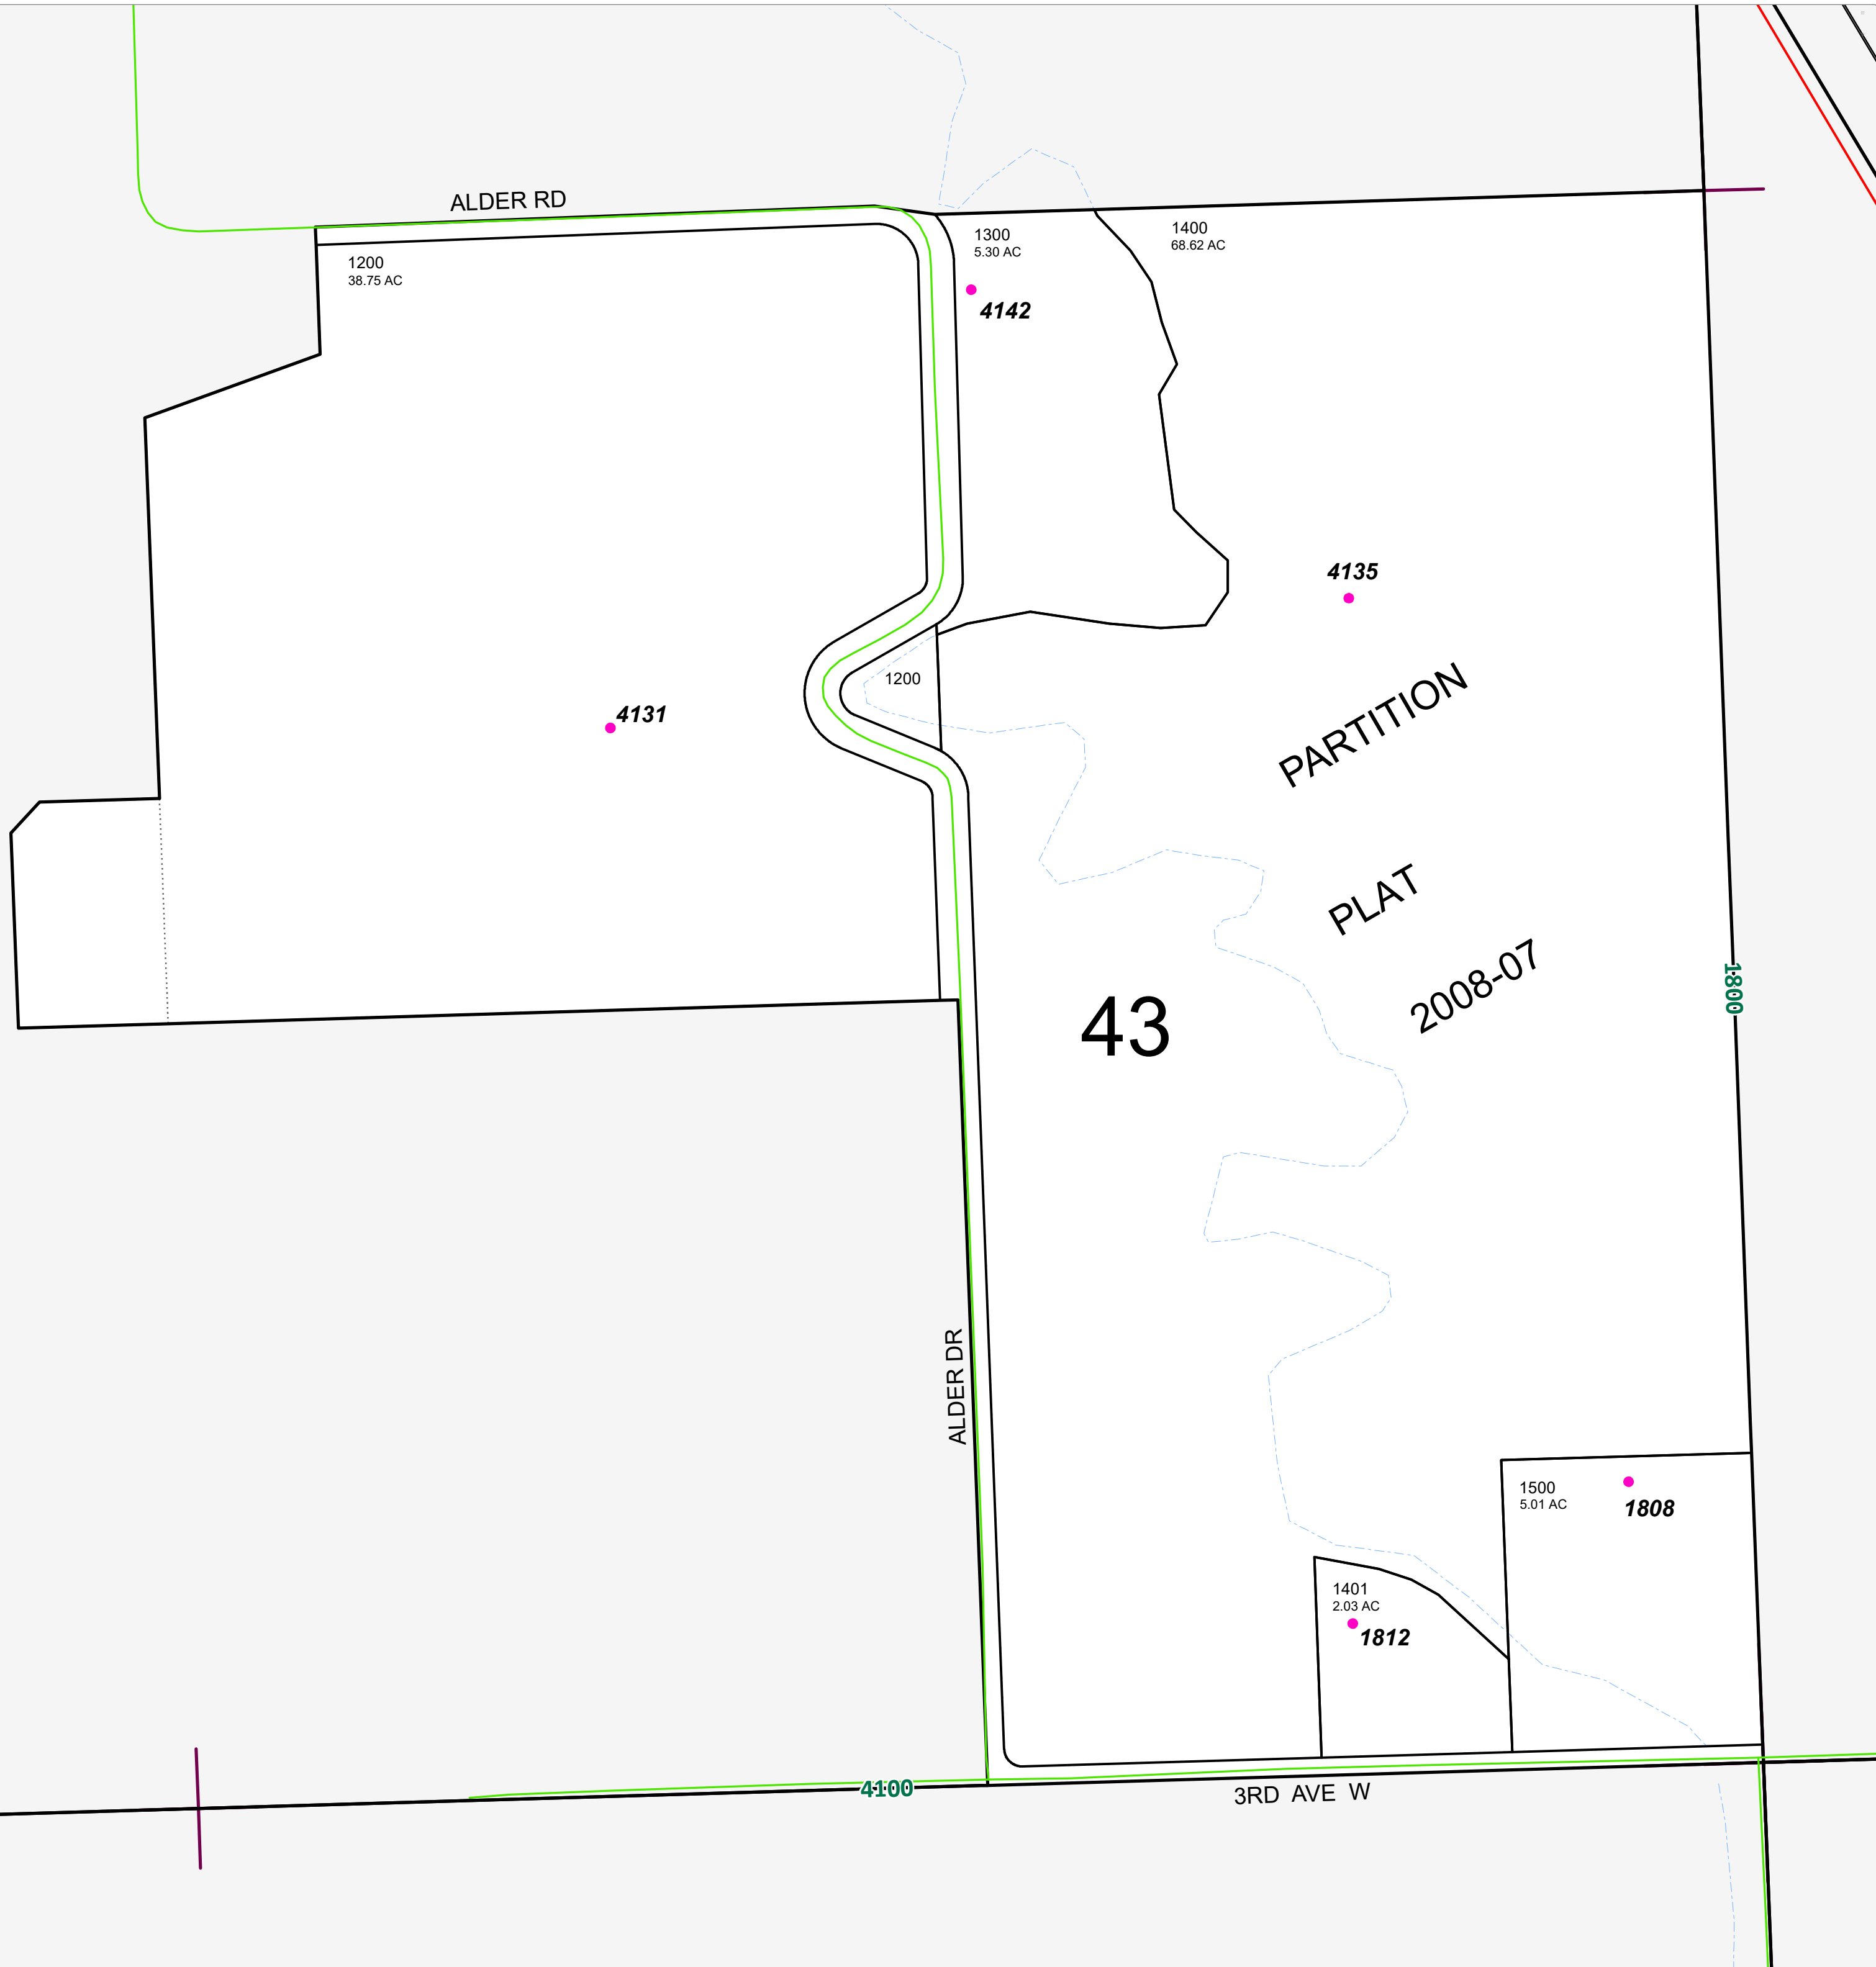 ALDER RD
1200
38.75 AC
1300
5.30 AC
1400
68.62 AC
4142
4135
1200
4131
PARTITION
PLAT
2008-07
1800
43
ALDER DR
1500
5.01 AC
1808
1401
2.03 AC
1812
4100
3RD AVE W